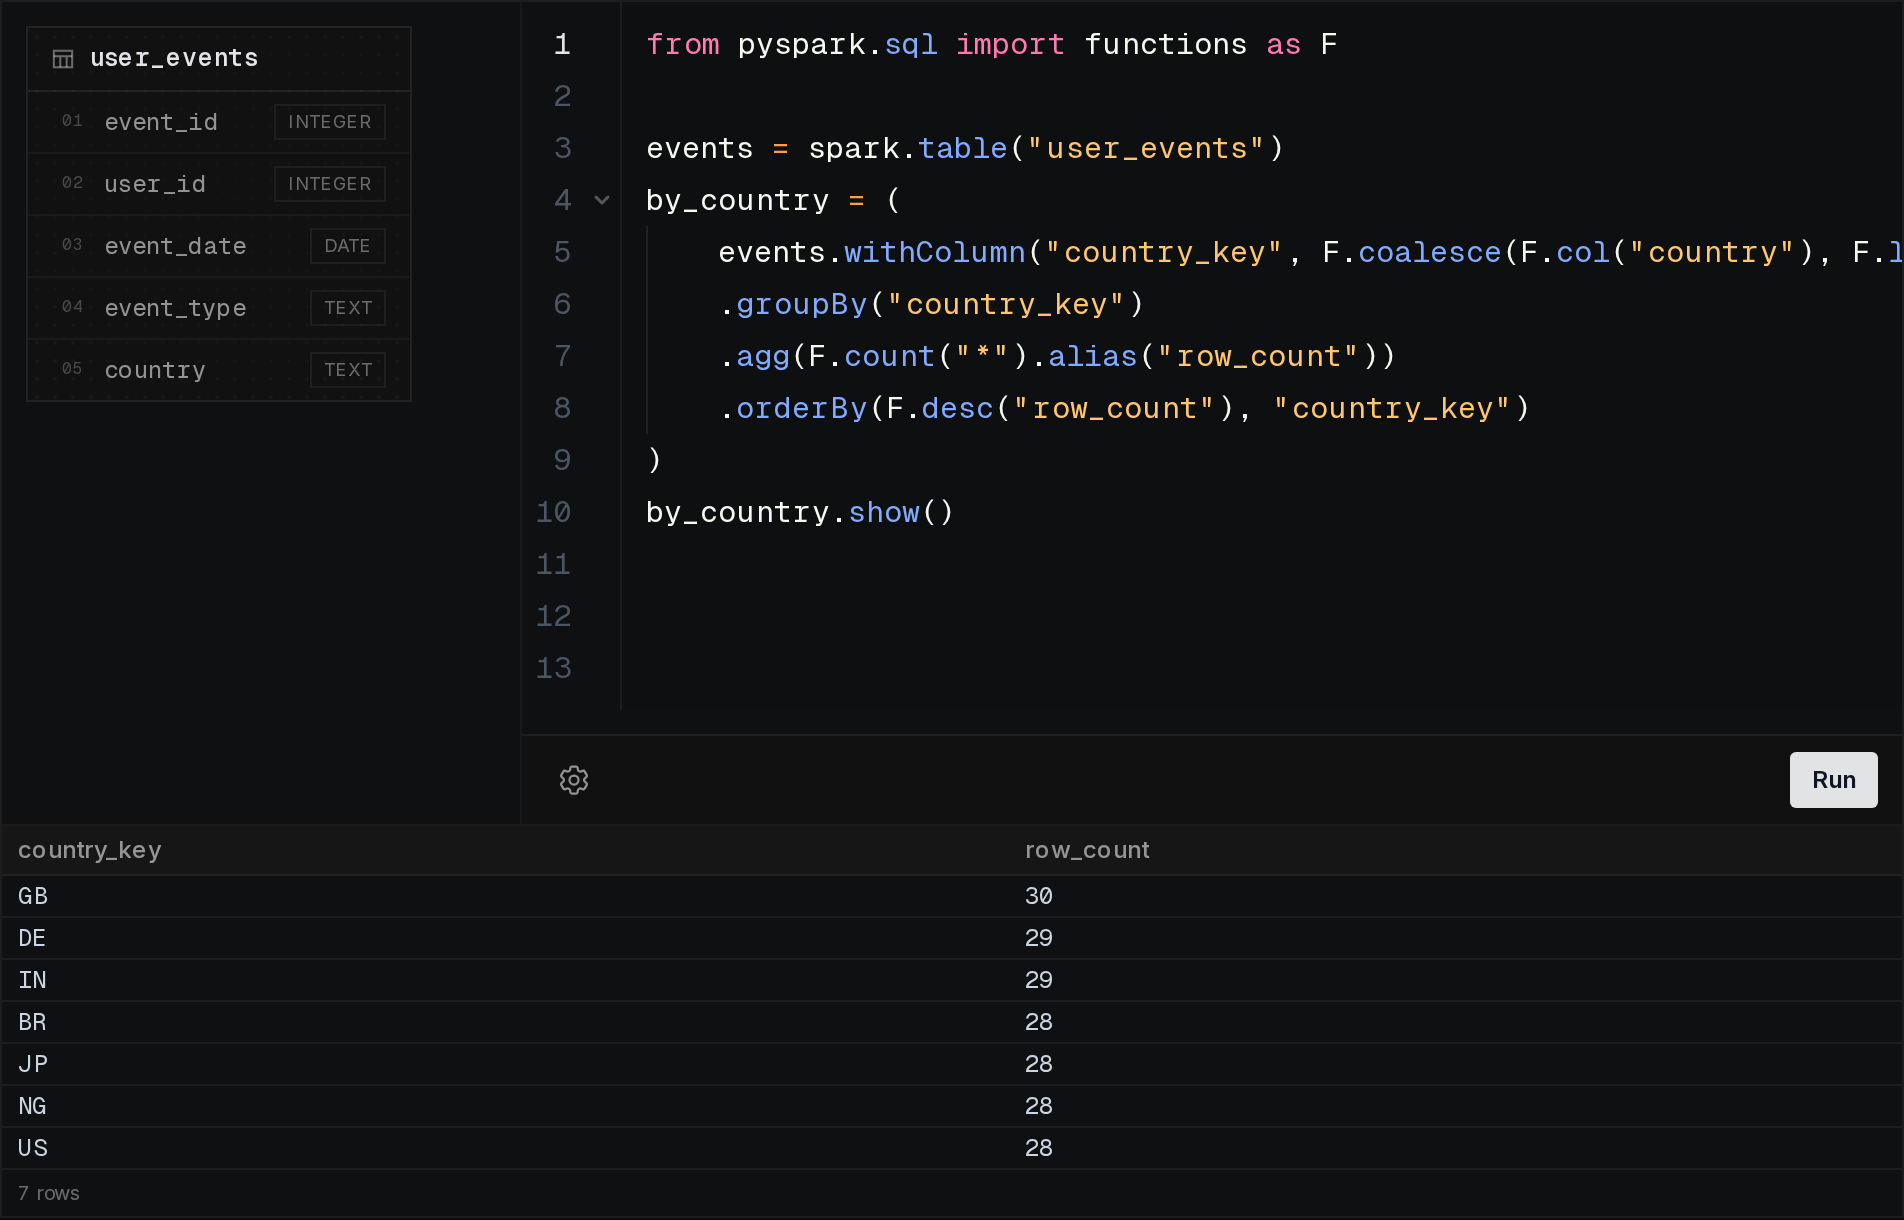 user_events
01 event_id INTEGER
02 user_id INTEGER
03 event_date DATE
04 event_type TEXT
05 country TEXT
1 from pyspark.sql import functions as F
2
3 events = spark.table("user_events")
4 by_country = (
5 events.withColumn("country_key", F.coalesce(F.col("country"), F.l
6 .groupBy("country_key")
7 .agg(F.count("*").alias("row_count"))
8 .orderBy(F.desc("row_count"), "country_key")
9 )
10 by_country.show()
11
12
13
Run
country_key row_count
GB 30
DE 29
IN 29
BR 28
JP 28
NG 28
US 28
7 rows